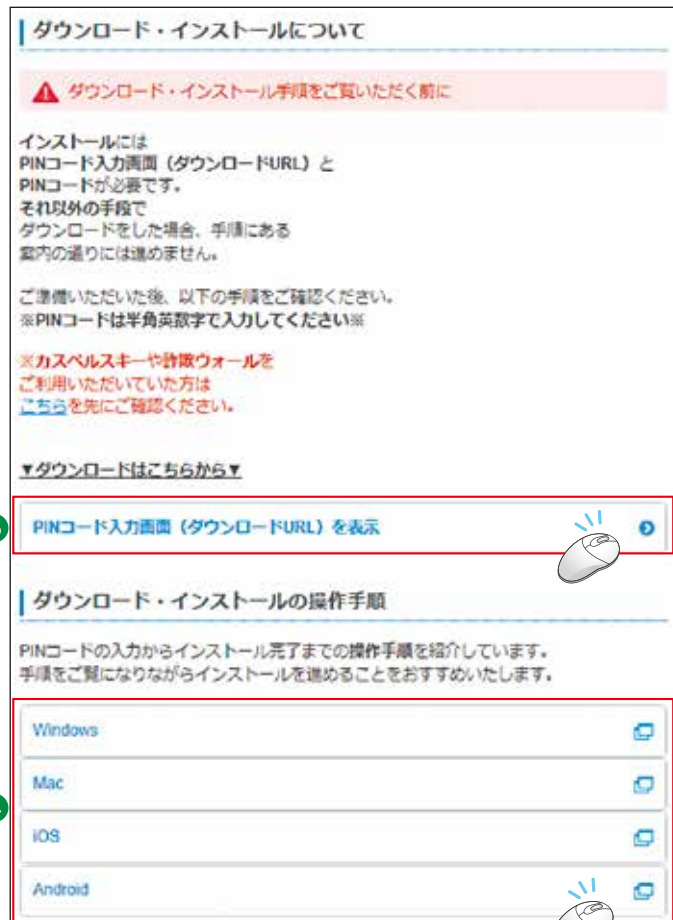 ダウンロード・インストールについて
ダウンロード・インストール手順をご覧いただく前に
インストールには
PINコード入力画面（ダウンロードURL）と
PINコードが必要です。
それ以外の手段で
ダウンロードをした場合、手順にある
案内の通りには進めません。
ご準備いただいた後、以下の手順をご確認ください。
※PINコードは半角英数字で入力してください※
※カスペルスキーや詐欺ウォールを
ご利用いただいていた方は
こちらを先にご確認ください。
▼ダウンロードはこちらから▼
PINコード入力画面（ダウンロードURL）を表示
ダウンロード・インストールの操作手順
PINコードの入力からインストール完了までの操作手順を紹介しています。
手順をご覧になりながらインストールを進めることをおすすめいたします。
Windows
Mac
iOS
Android